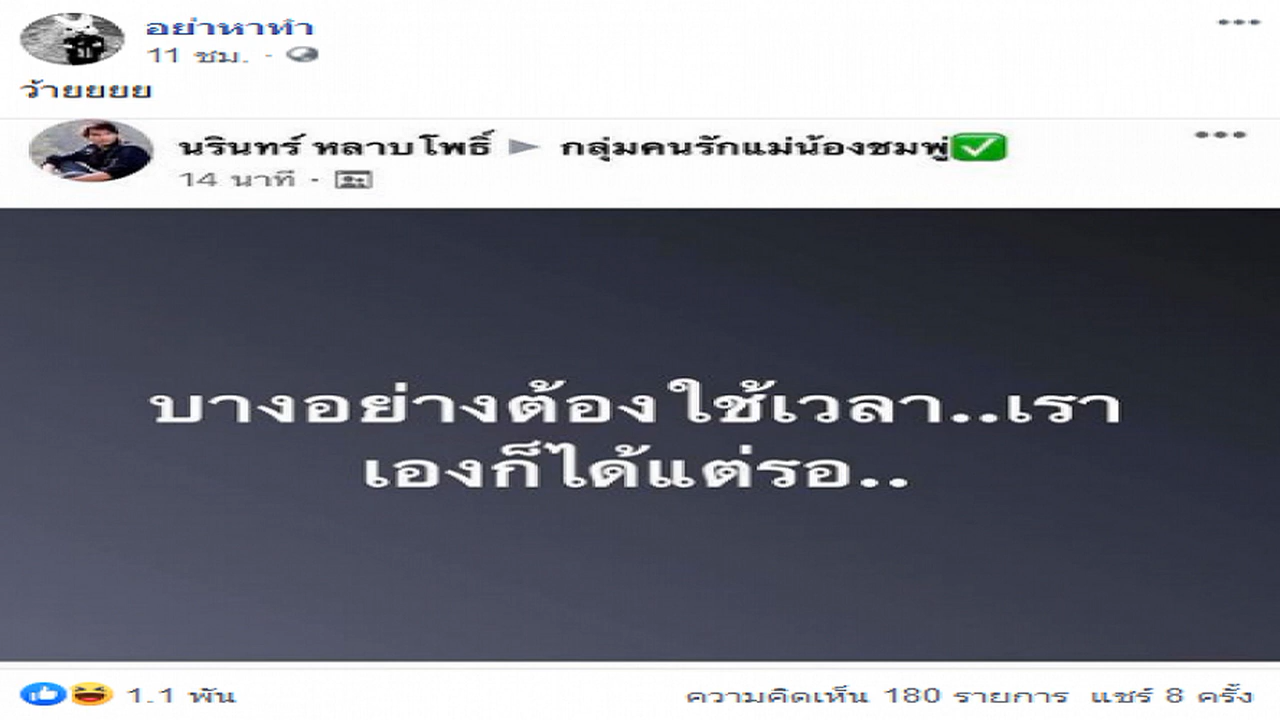 อย่าหาทำ
11 ชม. ·
ว้ายยยย
นรินทร์ หลาบโพธิ์ ► กลุ่มคนรักแม่น้องชมพู่✅
14 นาที ·
บางอย่างต้องใช้เวลา..เรา
เองก็ได้แต่รอ..
1.1 พัน ความคิดเห็น 180 รายการ แชร์ 8 ครั้ง